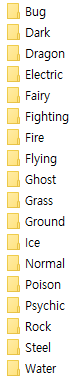 Bug
Dark
Dragon
Electric
Fairy
Fighting
Fire
Flying
Ghost
Grass
Ground
Ice
Normal
Poison
Psychic
Rock
Steel
Water